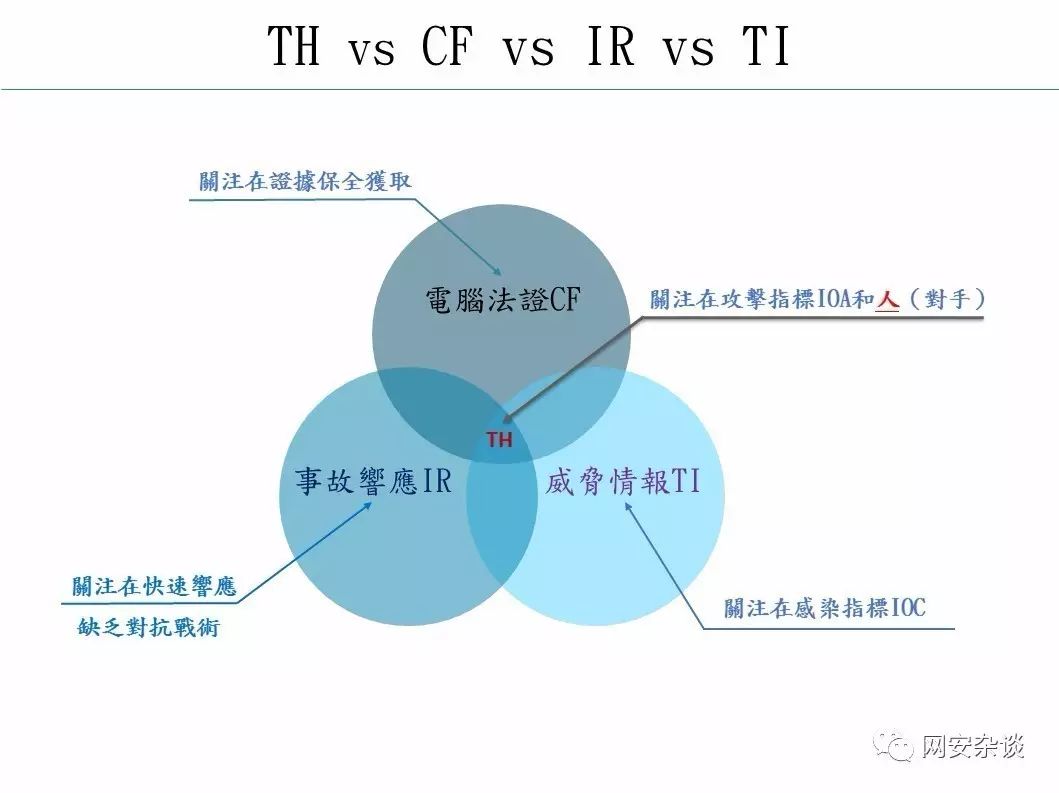 TH vs CF vs IR vs TI
關注在證據保全獲取
電腦法證CF
關注在攻擊指標IOA和人（對手）
TH
事故響應IR
威脅情報TI
關注在快速響應
缺乏對抗戰術
關注在感染指標IOC
网安杂谈